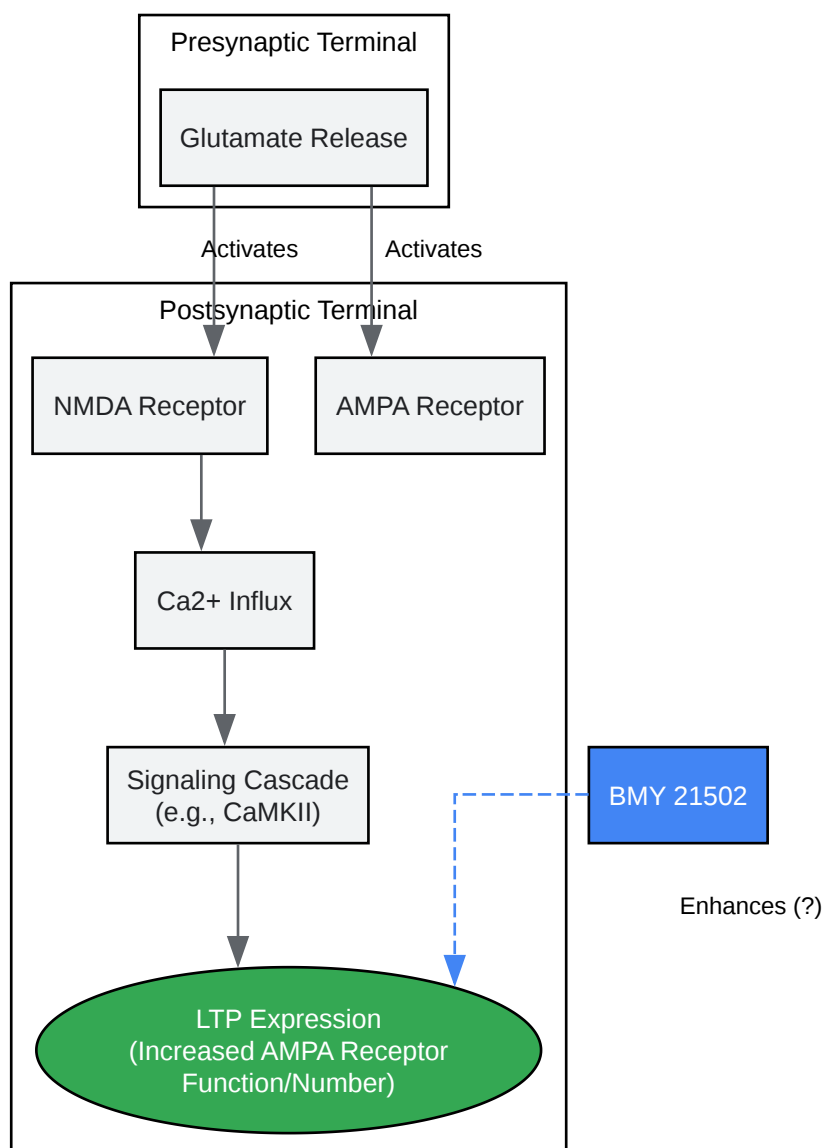 Presynaptic Terminal
Glutamate Release
Activates
Activates
Postsynaptic Terminal
NMDA Receptor
AMPA Receptor
Ca2+ Influx
Signaling Cascade
(e.g., CaMKII)
BMY 21502
Enhances (?)
LTP Expression
(Increased AMPA Receptor
Function/Number)